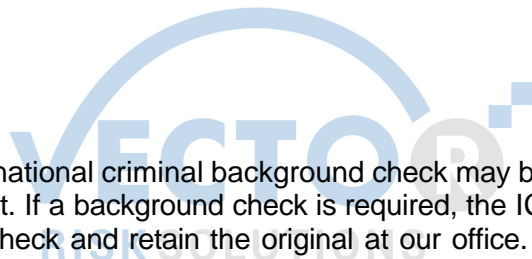 VECTOR
national criminal background check may b
t. If a background check is required, the IC
heck and retain the original at our office.
RISK SOLUTIONS